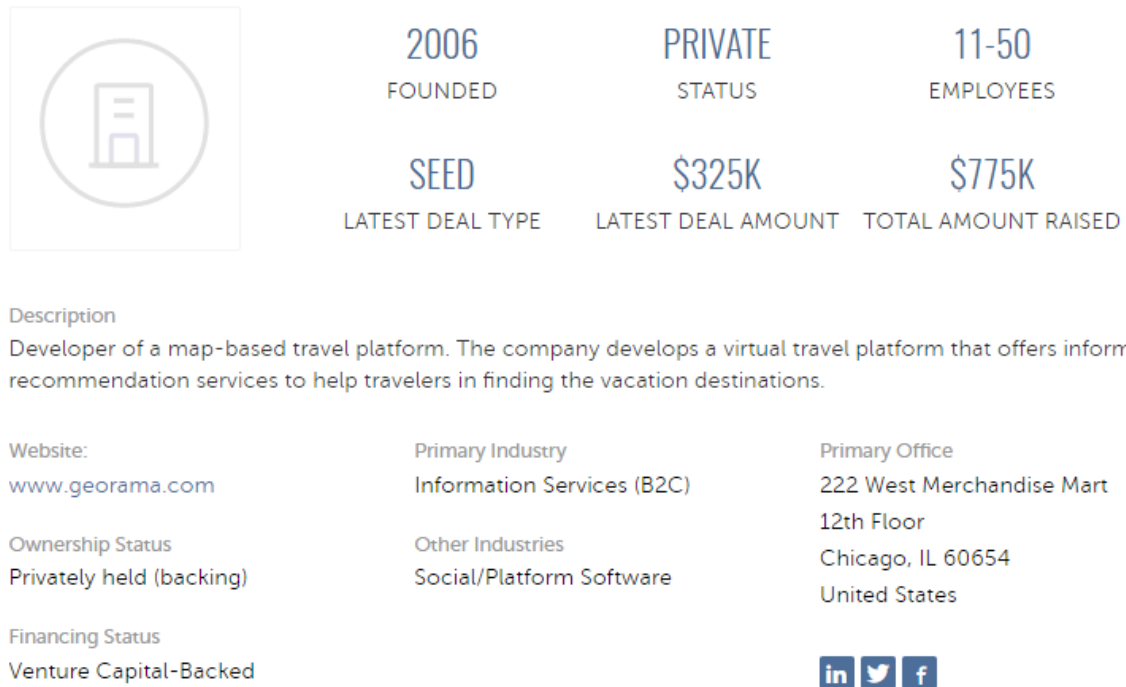 2006
FOUNDED
PRIVATE
STATUS
11-50
EMPLOYEES
SEED
LATEST DEAL TYPE
$325K
LATEST DEAL AMOUNT
$775K
TOTAL AMOUNT RAISED
Description
Developer of a map-based travel platform. The company develops a virtual travel platform that offers inform
recommendation services to help travelers in finding the vacation destinations.
Website:
www.georama.com
Ownership Status
Privately held (backing)
Financing Status
Venture Capital-Backed
Primary Industry
Information Services (B2C)
Other Industries
Social/Platform Software
Primary Office
222 West Merchandise Mart
12th Floor
Chicago, IL 60654
United States
in f